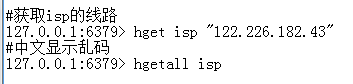 #获取isp的线路
127.0.0.1:6379> hget isp "122.226.182.43"
#中文显示乱码
127.0.0.1:6379> hgetall isp